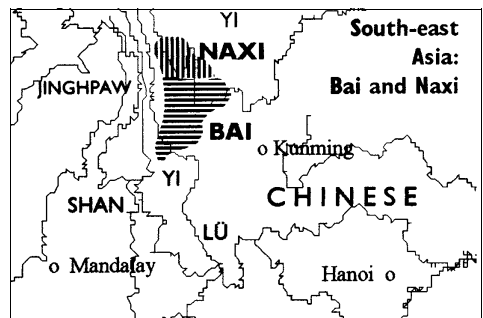 YI
South-east
Asia:
Bai and Naxi
NAXI
JINGHPAW
BAI
o Kunming
YI
CHINESE
SHAN
LÜ
o Mandalay
Hanoi o